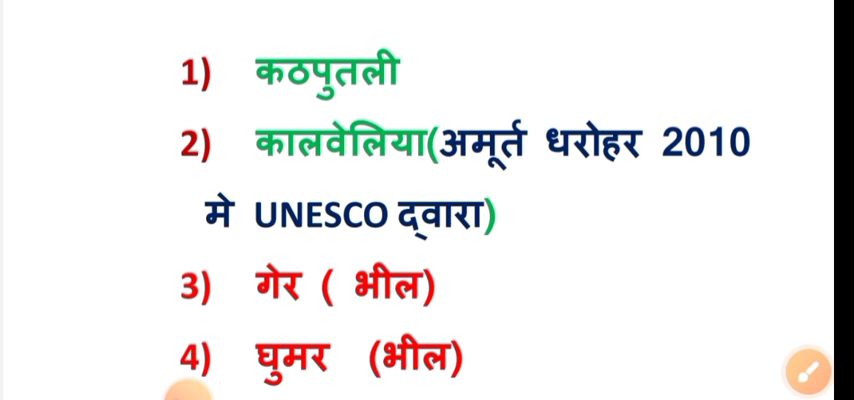 1) कठपुतली
2) कालवेलिया(अमूर्त धरोहर 2010
मे UNESCO द्वारा)
3) गेर ( भील)
4) घुमर (भील)